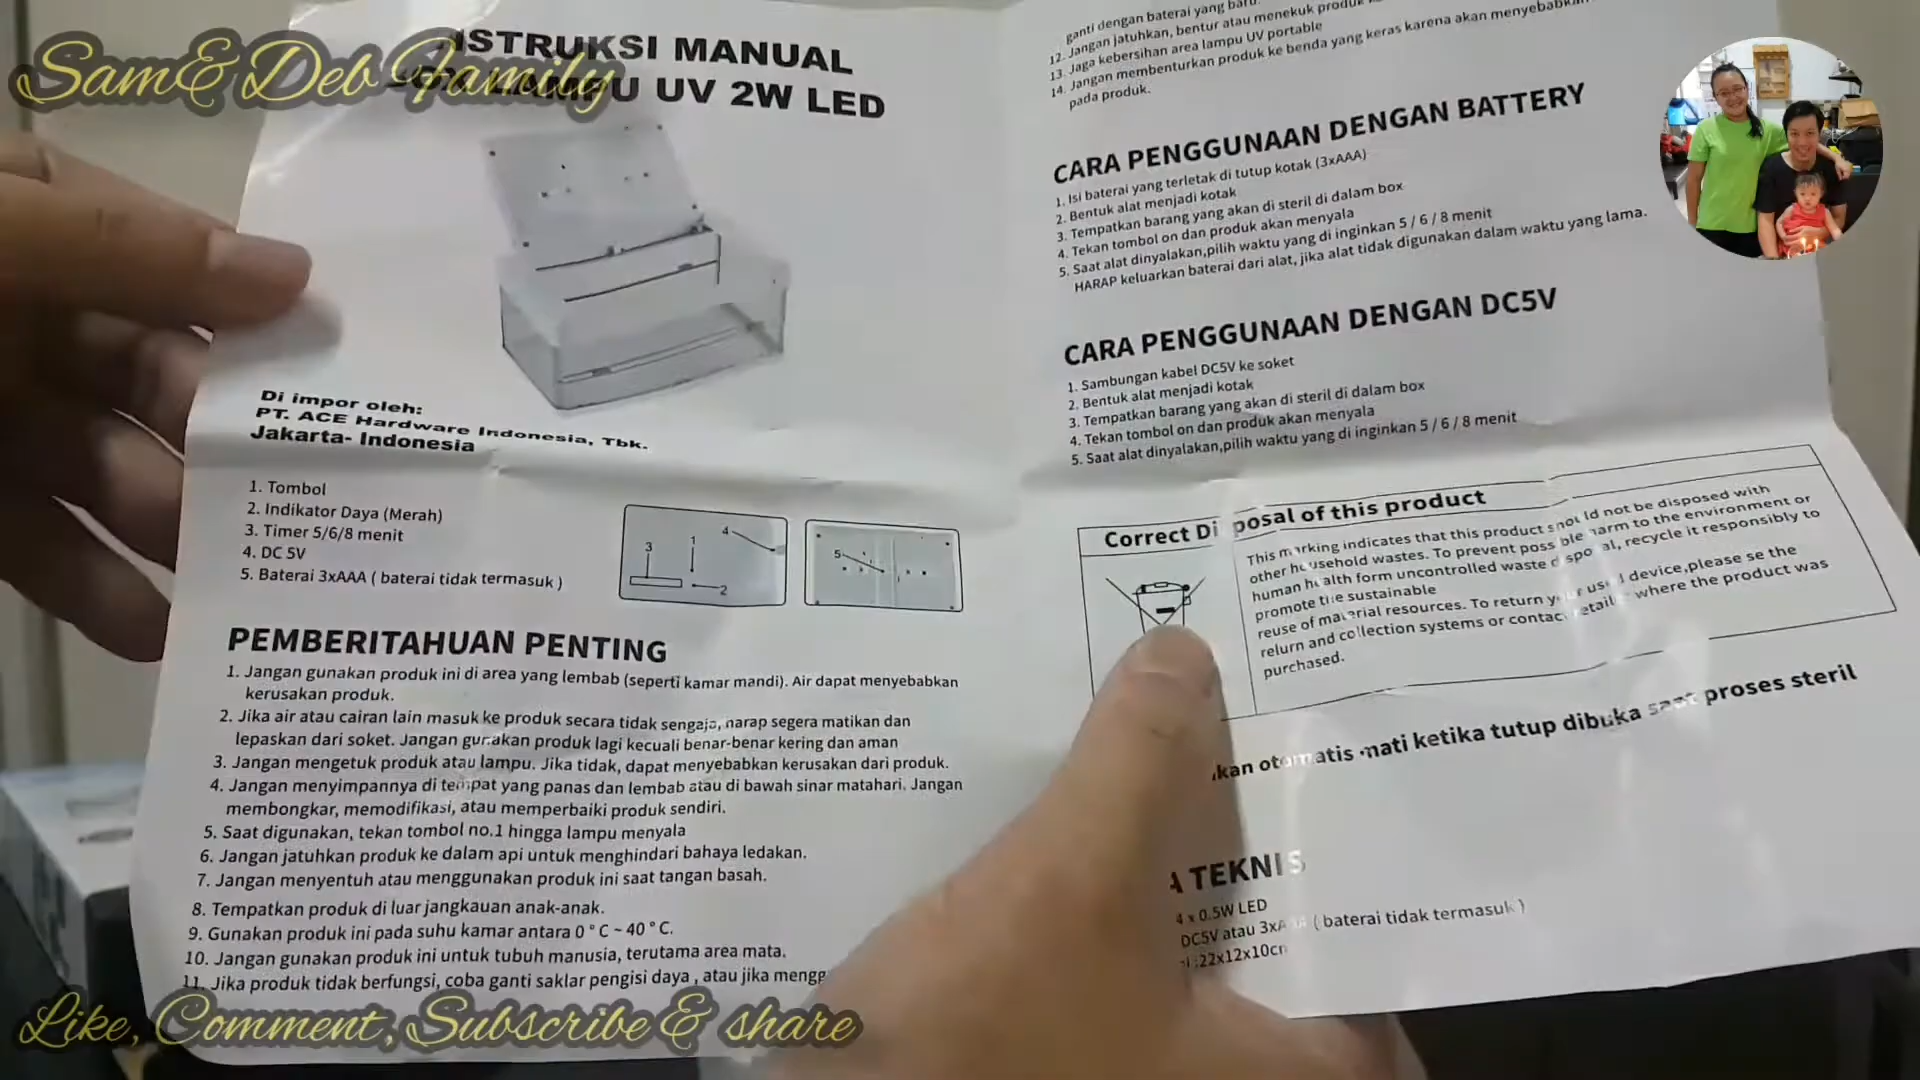 Sam & Deb Family
NSTRUKSI MANUAL
LAMPU UV 2W LED
Di impor oleh:
PT. ACE Hardware Indonesia, Tbk.
Jakarta- Indonesia
1. Tombol
2. Indikator Daya (Merah)
3. Timer 5/6/8 menit
4. DC 5V
5. Baterai 3xAAA ( baterai tidak termasuk )
3
1
4
2
5
PEMBERITAHUAN PENTING
1. Jangan gunakan produk ini di area yang lembab (seperti kamar mandi). Air dapat menyebabkan
kerusakan produk.
2. Jika air atau cairan lain masuk ke produk secara tidak sengaja, harap segera matikan dan
lepaskan dari soket. Jangan gunakan produk lagi kecuali benar-benar kering dan aman
3. Jangan mengetuk produk atau lampu. Jika tidak, dapat menyebabkan kerusakan dari produk.
4. Jangan menyimpannya di tempat yang panas dan lembab atau di bawah sinar matahari. Jangan
membongkar, memodifikasi, atau memperbaiki produk sendiri.
5. Saat digunakan, tekan tombol no.1 hingga lampu menyala
6. Jangan jatuhkan produk ke dalam api untuk menghindari bahaya ledakan.
7. Jangan menyentuh atau menggunakan produk ini saat tangan basah.
8. Tempatkan produk di luar jangkauan anak-anak.
9. Gunakan produk ini pada suhu kamar antara 0 °C ~ 40 °C.
10. Jangan gunakan produk ini untuk tubuh manusia, terutama area mata.
11. Jika produk tidak berfungsi, coba ganti saklar pengisi daya , atau jika mengg
ganti dengan baterai yang baru.
12. Jangan jatuhkan, bentur atau menekuk produk
13. Jaga kebersihan area lampu UV portable
14. Jangan membenturkan produk ke benda yang keras karena akan menyebabkan
pada produk.
CARA PENGGUNAAN DENGAN BATTERY
1. Isi baterai yang terletak di tutup kotak (3xAAA)
2. Bentuk alat menjadi kotak
3. Tempatkan barang yang akan di steril di dalam box
4. Tekan tombol on dan produk akan menyala
5. Saat alat dinyalakan,pilih waktu yang di inginkan 5 / 6 / 8 menit
HARAP keluarkan baterai dari alat, jika alat tidak digunakan dalam waktu yang lama.
CARA PENGGUNAAN DENGAN DC5V
1. Sambungan kabel DC5V ke soket
2. Bentuk alat menjadi kotak
3. Tempatkan barang yang akan di steril di dalam box
4. Tekan tombol on dan produk akan menyala
5. Saat alat dinyalakan,pilih waktu yang di inginkan 5 / 6 / 8 menit
Correct Disposal of this product
This marking indicates that this product should not be disposed with
other household wastes. To prevent possible harm to the environment or
human health form uncontrolled waste disposal, recycle it responsibly to
promote the sustainable
reuse of material resources. To return your used device,please se the
relurn and collection systems or contact retailer where the product was
purchased.
kan otomatis mati ketika tutup dibuka saat proses steril
A TEKNIS
4 x 0.5W LED
DC5V atau 3xAAA ( baterai tidak termasuk )
:22x12x10cm
Like, Comment, Subscribe & share